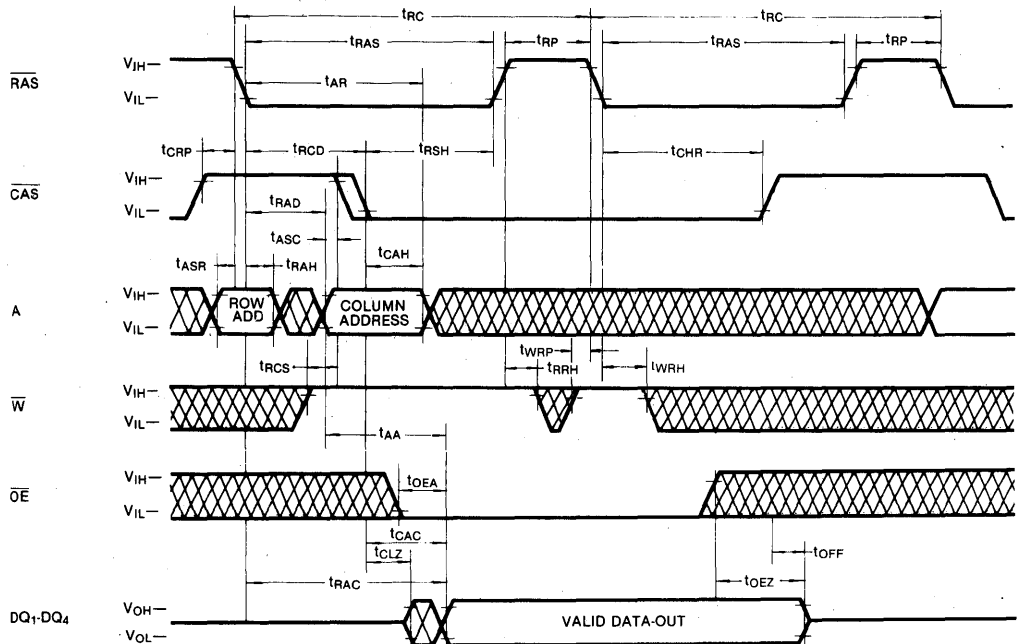 tRC tRC
tRAS tRP tRAS tRP
RAS VIH— VIL— tAR
tCRP tRCD tRSH tCHR
CAS VIH— VIL— tRAD
tASC tCAH
tASR tRAH
A VIH— VIL— ROW ADD COLUMN ADDRESS
tWRP
tRCS tRRH tWRH
W VIH— VIL—
tAA
OE VIH— VIL— tOEA
tCAC
tCLZ tOFF
tRAC tOEZ
DQ1-DQ4 VOH— VOL— VALID DATA-OUT